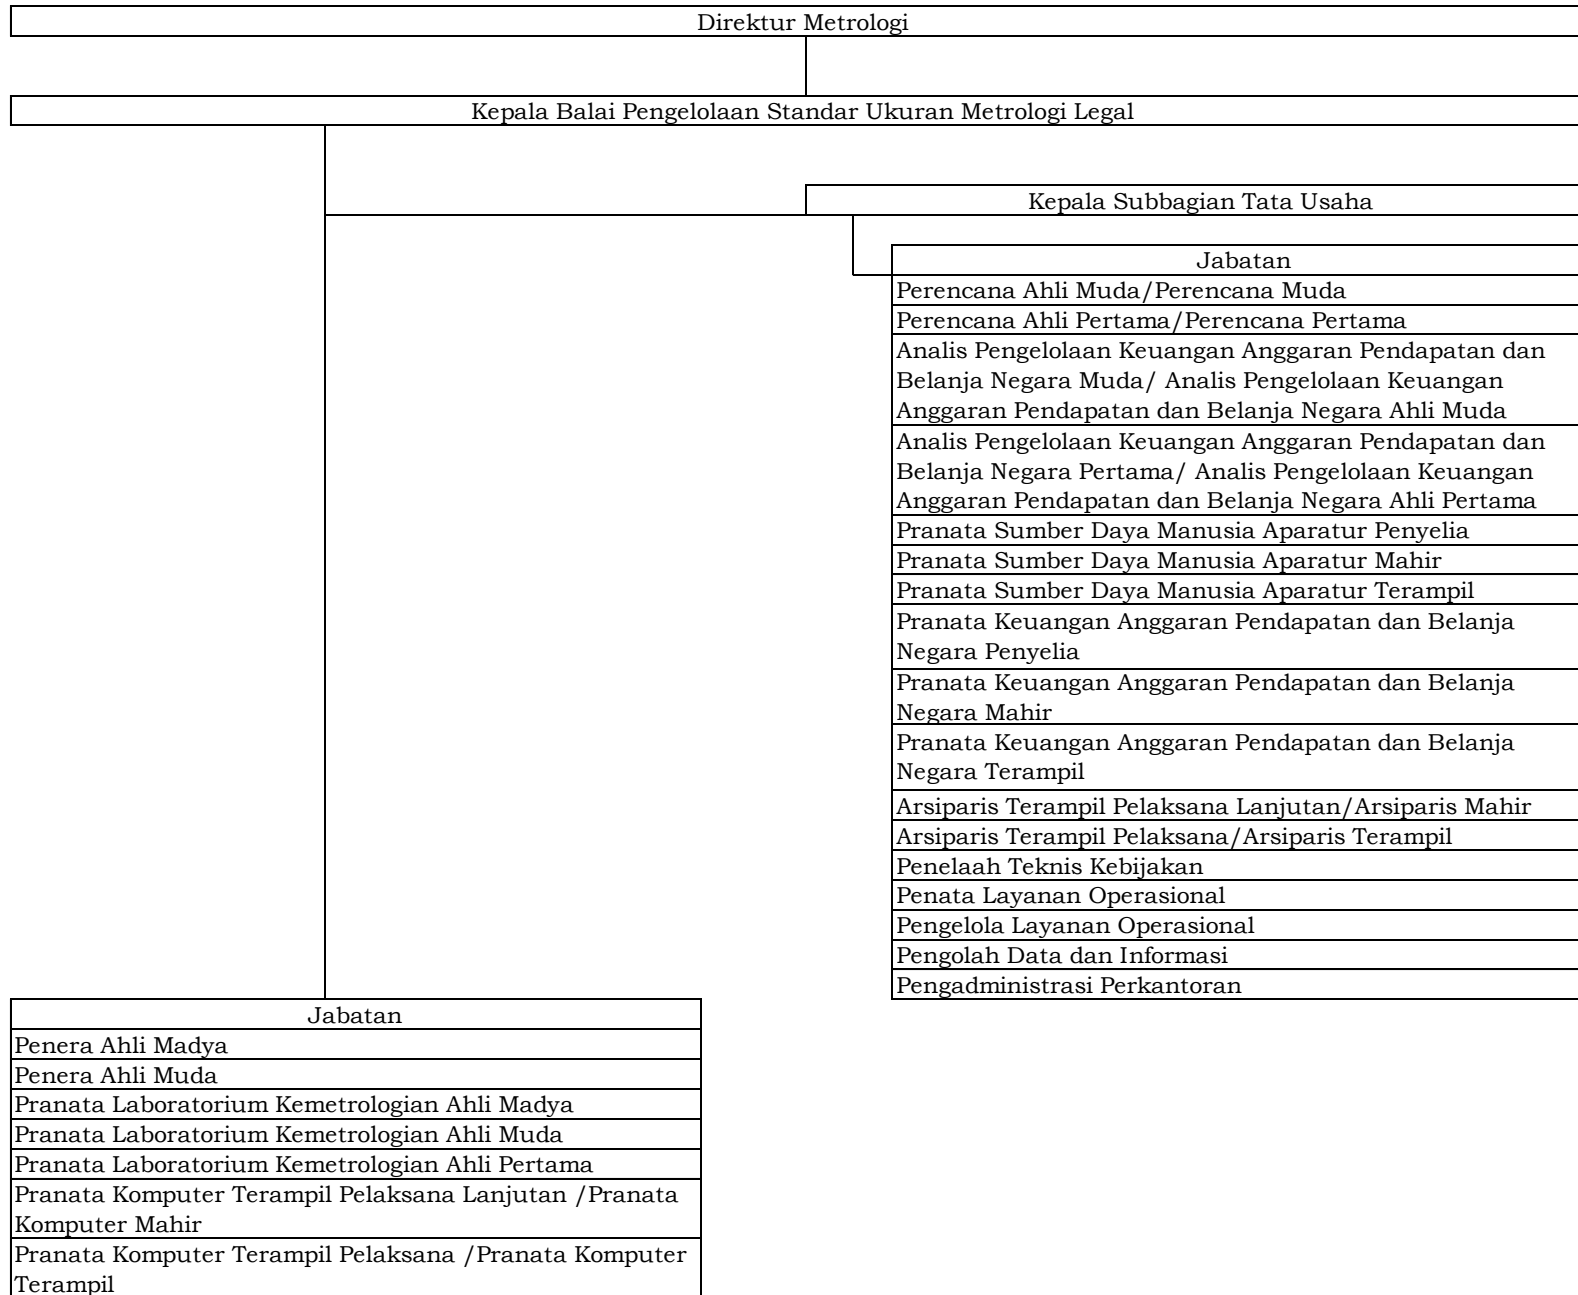 Direktur Metrologi
Kepala Balai Pengelolaan Standar Ukuran Metrologi Legal
Kepala Subbagian Tata Usaha
Jabatan
Perencana Ahli Muda/Perencana Muda
Perencana Ahli Pertama/Perencana Pertama
Analis Pengelolaan Keuangan Anggaran Pendapatan dan
Belanja Negara Muda/ Analis Pengelolaan Keuangan
Anggaran Pendapatan dan Belanja Negara Ahli Muda
Analis Pengelolaan Keuangan Anggaran Pendapatan dan
Belanja Negara Pertama/ Analis Pengelolaan Keuangan
Anggaran Pendapatan dan Belanja Negara Ahli Pertama
Pranata Sumber Daya Manusia Aparatur Penyelia
Pranata Sumber Daya Manusia Aparatur Mahir
Pranata Sumber Daya Manusia Aparatur Terampil
Pranata Keuangan Anggaran Pendapatan dan Belanja
Negara Penyelia
Pranata Keuangan Anggaran Pendapatan dan Belanja
Negara Mahir
Pranata Keuangan Anggaran Pendapatan dan Belanja
Negara Terampil
Arsiparis Terampil Pelaksana Lanjutan/Arsiparis Mahir
Arsiparis Terampil Pelaksana/Arsiparis Terampil
Penelaah Teknis Kebijakan
Penata Layanan Operasional
Pengelola Layanan Operasional
Pengolah Data dan Informasi
Pengadministrasi Perkantoran
Jabatan
Penera Ahli Madya
Penera Ahli Muda
Pranata Laboratorium Kemetrologian Ahli Madya
Pranata Laboratorium Kemetrologian Ahli Muda
Pranata Laboratorium Kemetrologian Ahli Pertama
Pranata Komputer Terampil Pelaksana Lanjutan /Pranata
Komputer Mahir
Pranata Komputer Terampil Pelaksana /Pranata Komputer
Terampil